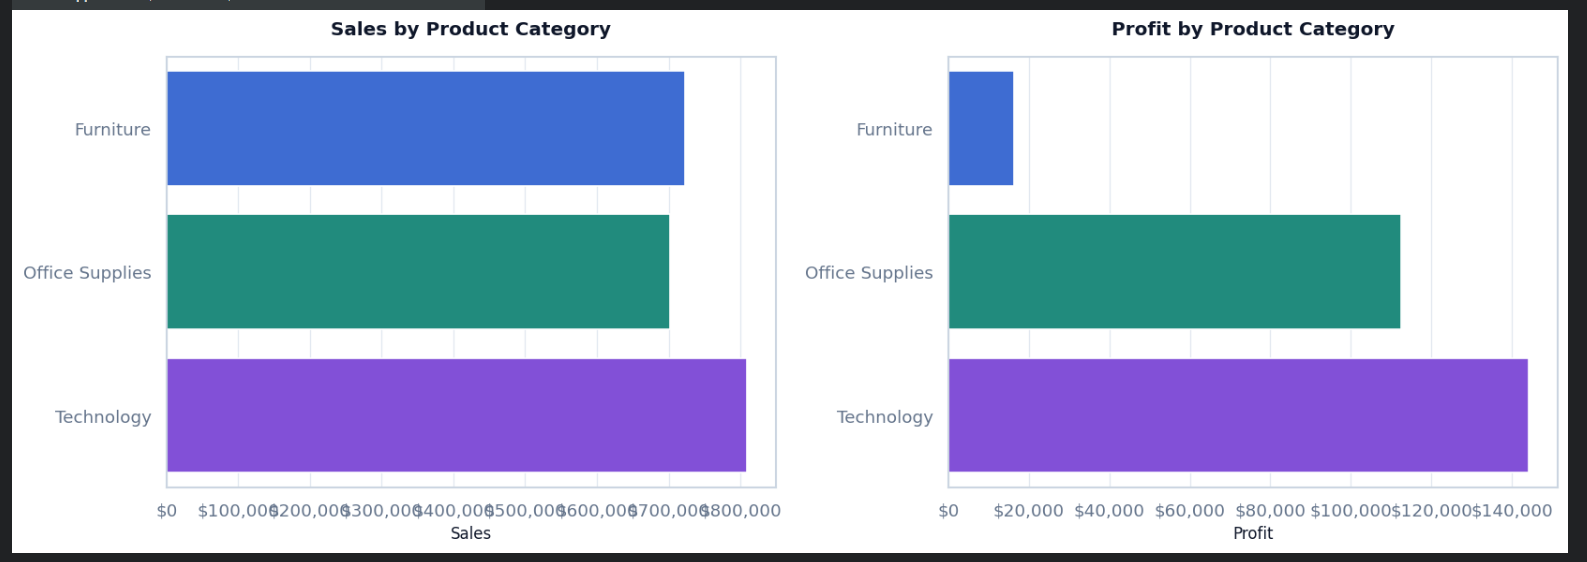 Sales by Product Category
Furniture
Office Supplies
Technology
$0 $100,000 $200,000 $300,000 $400,000 $500,000 $600,000 $700,000 $800,000
Sales
Profit by Product Category
Furniture
Office Supplies
Technology
$0 $20,000 $40,000 $60,000 $80,000 $100,000 $120,000 $140,000
Profit